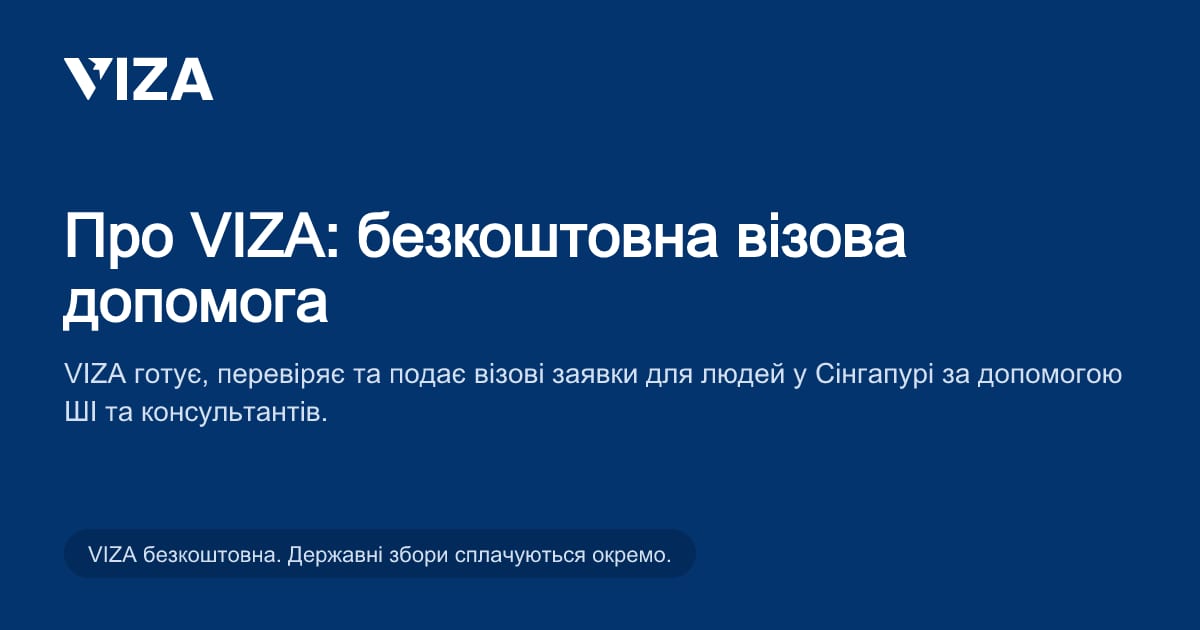 VIZA
Про VIZA: безкоштовна візова
допомога
VIZA готує, перевіряє та подає візові заявки для людей у Сінгапурі за допомогою
ШІ та консультантів.
VIZA безкоштовна. Державні збори сплачуються окремо.